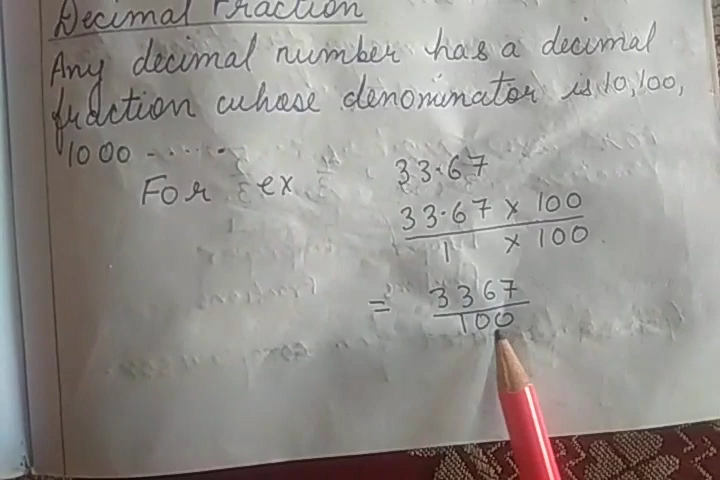 Decimal Fraction
Any decimal number has a decimal
fraction whose denominator is 10, 100,
1000 ......
For ex 33.67
33.67 x 100
1 x 100
= 3367
100